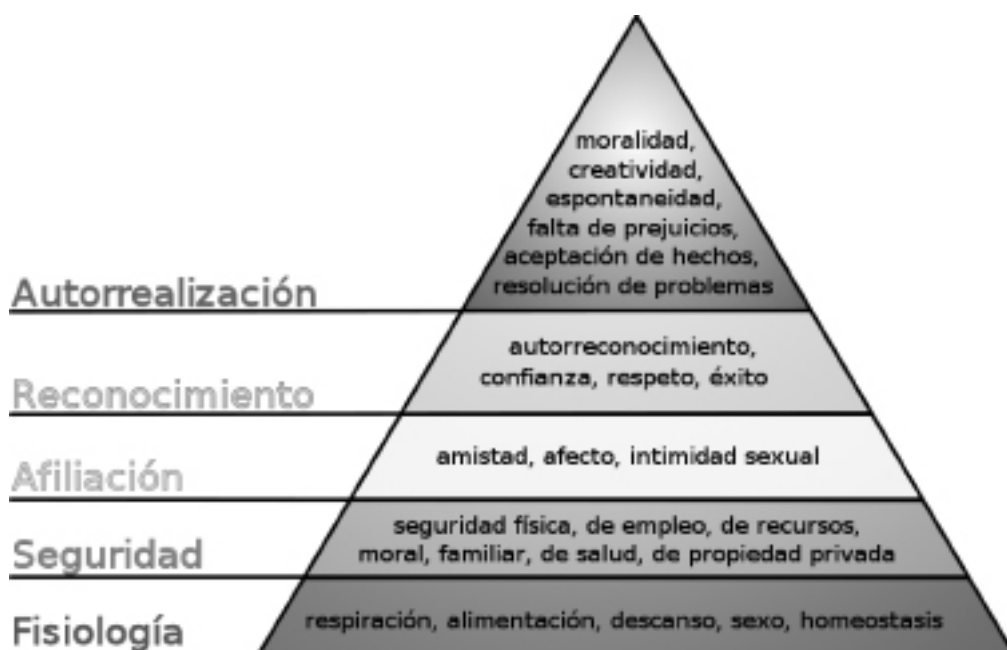 moralidad,
creatividad,
espontaneidad,
falta de prejuicios,
aceptación de hechos,
resolución de problemas
Autorrealización
autorreconocimiento,
confianza, respeto, éxito
Reconocimiento
amistad, afecto, intimidad sexual
Afiliación
seguridad física, de empleo, de recursos,
moral, familiar, de salud, de propiedad privada
Seguridad
respiración, alimentación, descanso, sexo, homeostasis
Fisiología